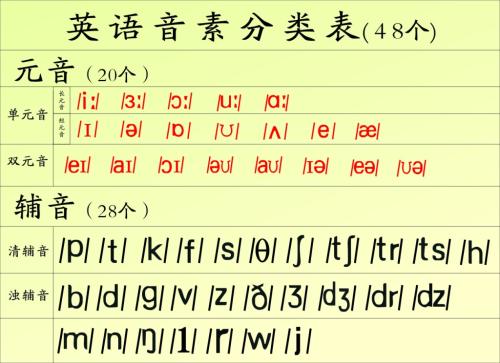 英语音素分类表(48个)
元音（20个）
单元音
长元音 /iː/ /ɜː/ /ɔː/ /uː/ /ɑː/
短元音 /ɪ/ /ə/ /ɒ/ /ʊ/ /ʌ/ /e/ /æ/
双元音 /eɪ/ /aɪ/ /ɔɪ/ /əʊ/ /aʊ/ /ɪə/ /eə/ /ʊə/
辅音（28个）
清辅音 /p/ /t/ /k/ /f/ /s/ /θ/ /ʃ/ /tʃ/ /tr/ /ts/ /h/
浊辅音 /b/ /d/ /g/ /v/ /z/ /ð/ /ʒ/ /dʒ/ /dr/ /dz/
/m/ /n/ /ŋ/ /l/ /r/ /w/ /j/